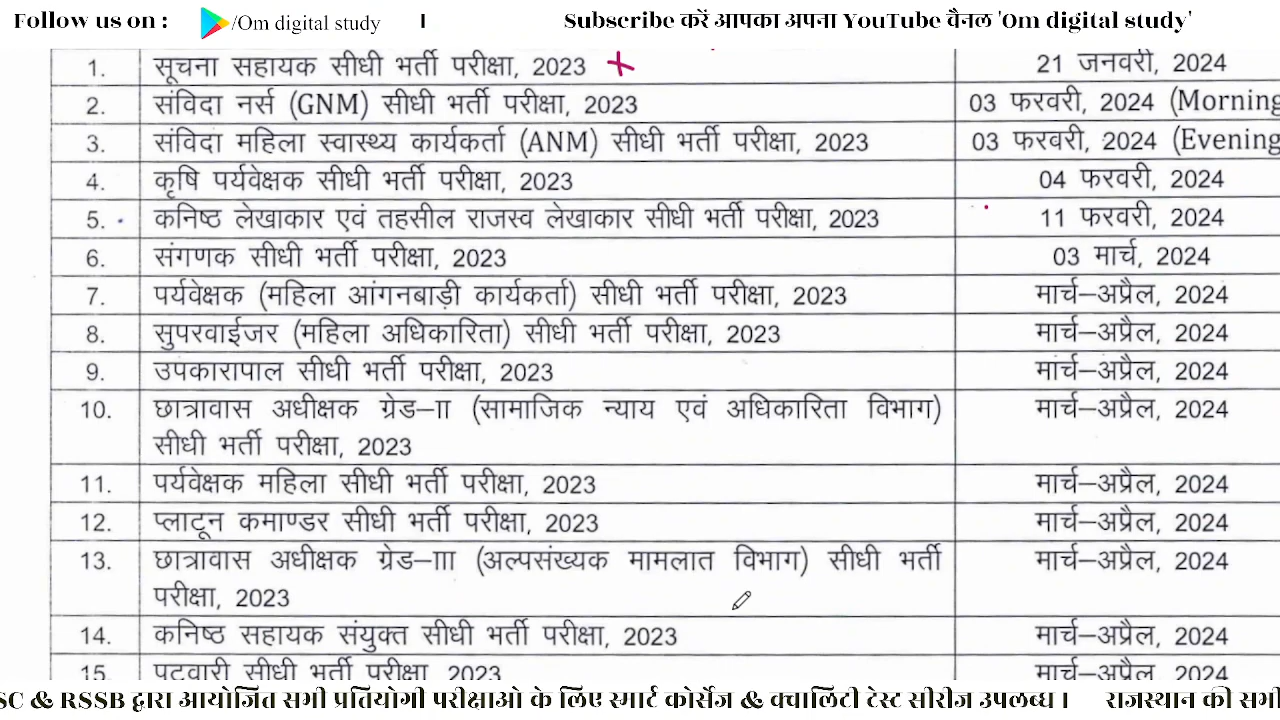 Follow us on : /Om digital study I Subscribe करें आपका अपना YouTube चैनल 'Om digital study'
1. सूचना सहायक सीधी भर्ती परीक्षा, 2023 21 जनवरी, 2024
2. संविदा नर्स (GNM) सीधी भर्ती परीक्षा, 2023 03 फरवरी, 2024 (Morning
3. संविदा महिला स्वास्थ्य कार्यकर्ता (ANM) सीधी भर्ती परीक्षा, 2023 03 फरवरी, 2024 (Evening
4. कृषि पर्यवेक्षक सीधी भर्ती परीक्षा, 2023 04 फरवरी, 2024
5. कनिष्ठ लेखाकार एवं तहसील राजस्व लेखाकार सीधी भर्ती परीक्षा, 2023 11 फरवरी, 2024
6. संगणक सीधी भर्ती परीक्षा, 2023 03 मार्च, 2024
7. पर्यवेक्षक (महिला आंगनबाड़ी कार्यकर्ता) सीधी भर्ती परीक्षा, 2023 मार्च–अप्रैल, 2024
8. सुपरवाईजर (महिला अधिकारिता) सीधी भर्ती परीक्षा, 2023 मार्च–अप्रैल, 2024
9. उपकारापाल सीधी भर्ती परीक्षा, 2023 मार्च–अप्रैल, 2024
10. छात्रावास अधीक्षक ग्रेड–II (सामाजिक न्याय एवं अधिकारिता विभाग) मार्च–अप्रैल, 2024
सीधी भर्ती परीक्षा, 2023
11. पर्यवेक्षक महिला सीधी भर्ती परीक्षा, 2023 मार्च–अप्रैल, 2024
12. प्लाटून कमाण्डर सीधी भर्ती परीक्षा, 2023 मार्च–अप्रैल, 2024
13. छात्रावास अधीक्षक ग्रेड–III (अल्पसंख्यक मामलात विभाग) सीधी भर्ती मार्च–अप्रैल, 2024
परीक्षा, 2023
14. कनिष्ठ सहायक संयुक्त सीधी भर्ती परीक्षा, 2023 मार्च–अप्रैल, 2024
15. पटवारी सीधी भर्ती परीक्षा, 2023 मार्च–अप्रैल, 2024
SC & RSSB द्वारा आयोजित सभी प्रतियोगी परीक्षाओ के लिए स्मार्ट कोर्सेज & क्वालिटी टेस्ट सीरीज उपलब्ध । राजस्थान की सभी